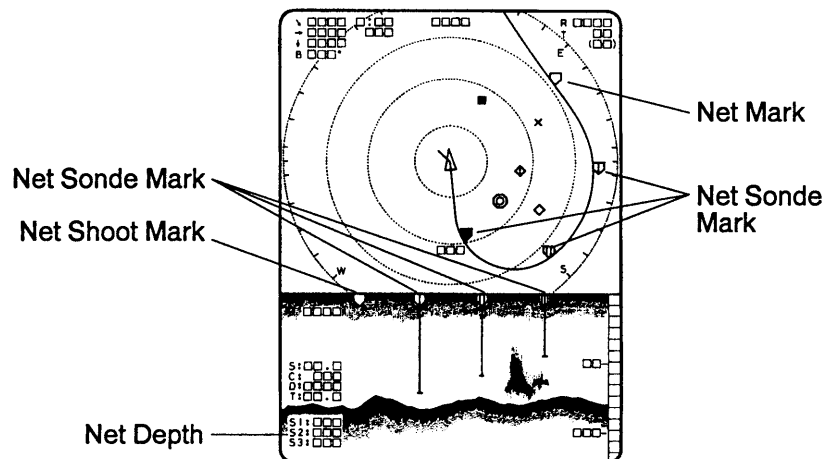 ↘ □□□□ □:□□
→ □□□□ □□□
↓ □□□□
B □□□°
□□□□
R □□□□
T □□
(□□)
E
Net Mark
Net Sonde Mark
Net Shoot Mark
Net Sonde
Mark
□□□
W
S
□□□□
S:□□.□
C: □□□
D:□□□□
T:□□.□
□□
Net Depth
S1:□□□
S2:□□□
S3:□□□
□□□